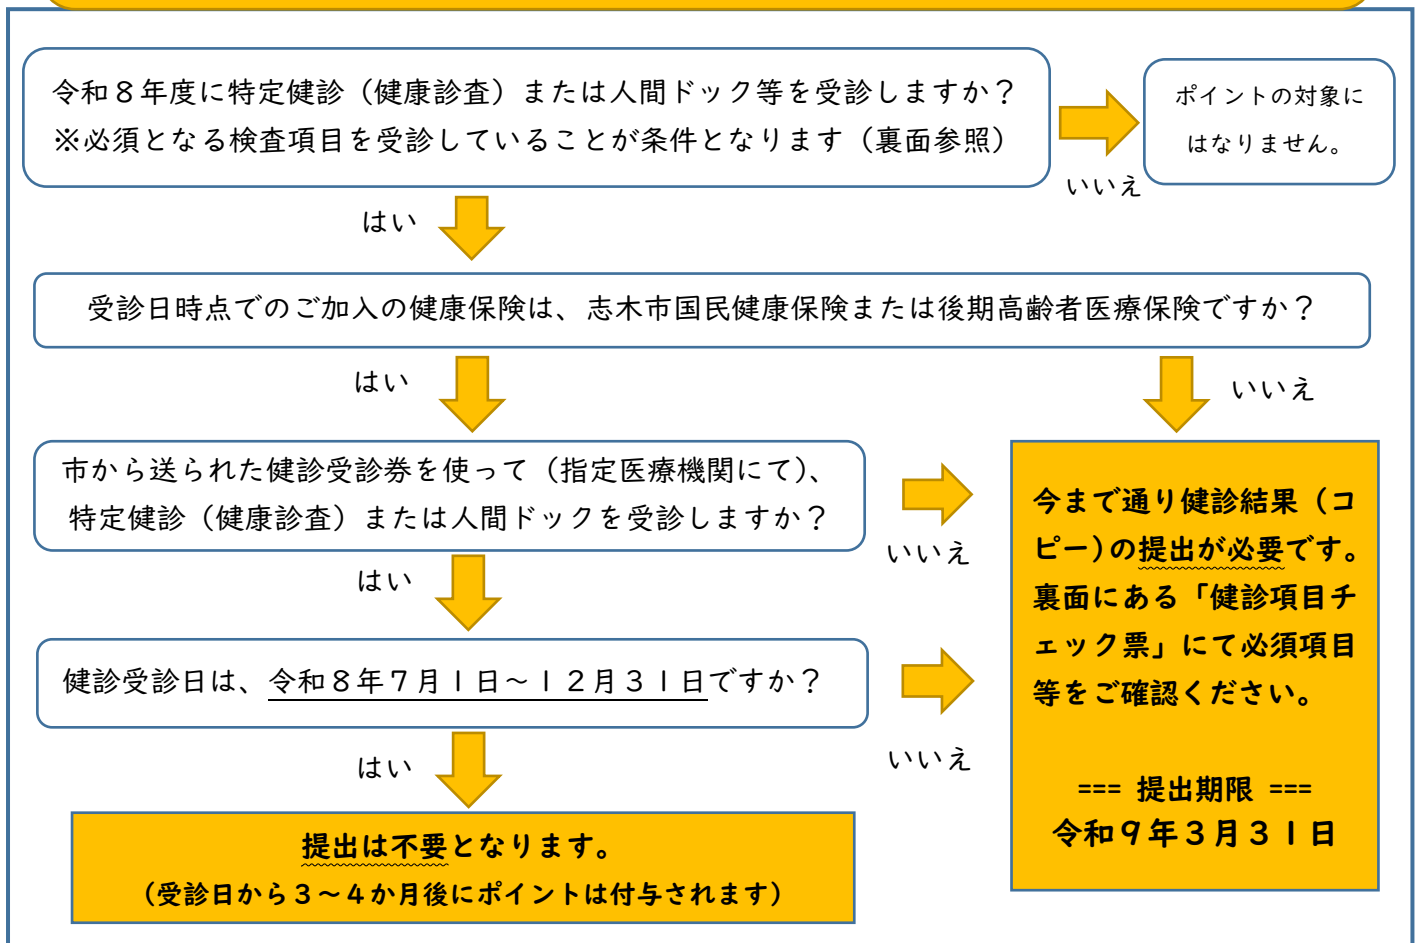 令和８年度に特定健診（健康診査）または人間ドック等を受診しますか？
※必須となる検査項目を受診していることが条件となります（裏面参照）
いいえ
ポイントの対象に
はなりません。
はい
受診日時点でのご加入の健康保険は、志木市国民健康保険または後期高齢者医療保険ですか？
はい
いいえ
市から送られた健診受診券を使って（指定医療機関にて）、
特定健診（健康診査）または人間ドックを受診しますか？
いいえ
はい
健診受診日は、令和８年７月１日～１２月３１日ですか？
いいえ
はい
提出は不要となります。
（受診日から３～４か月後にポイントは付与されます）
今まで通り健診結果（コ
ピー）の提出が必要です。
裏面にある「健診項目チ
ェック票」にて必須項目
等をご確認ください。
=== 提出期限 ===
令和９年３月３１日